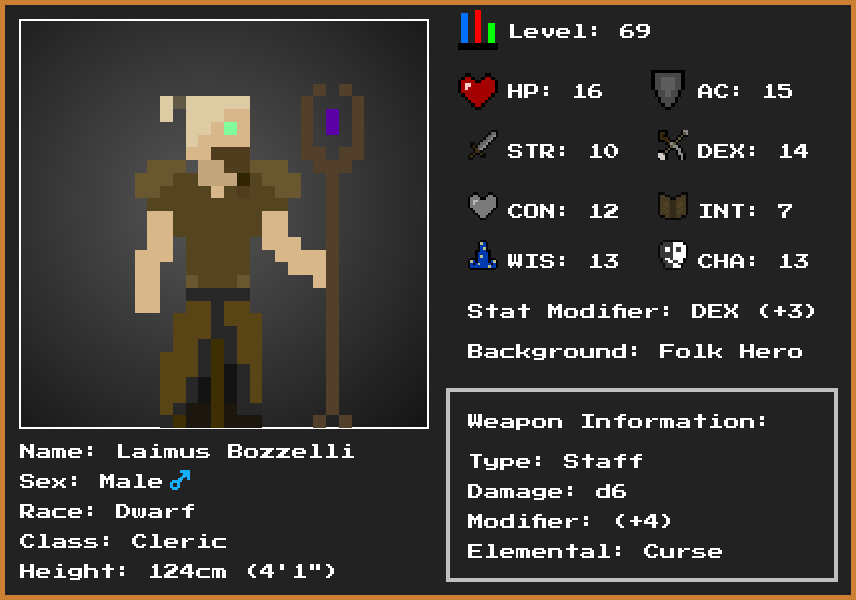 Level: 69
HP: 16
AC: 15
STR: 10
DEX: 14
CON: 12
INT: 7
WIS: 13
CHA: 13
Stat Modifier: DEX (+3)
Background: Folk Hero
Weapon Information:
Type: Staff
Damage: d6
Modifier: (+4)
Elemental: Curse
Name: Laimus Bozzelli
Sex: Male ♂
Race: Dwarf
Class: Cleric
Height: 124cm (4'1")